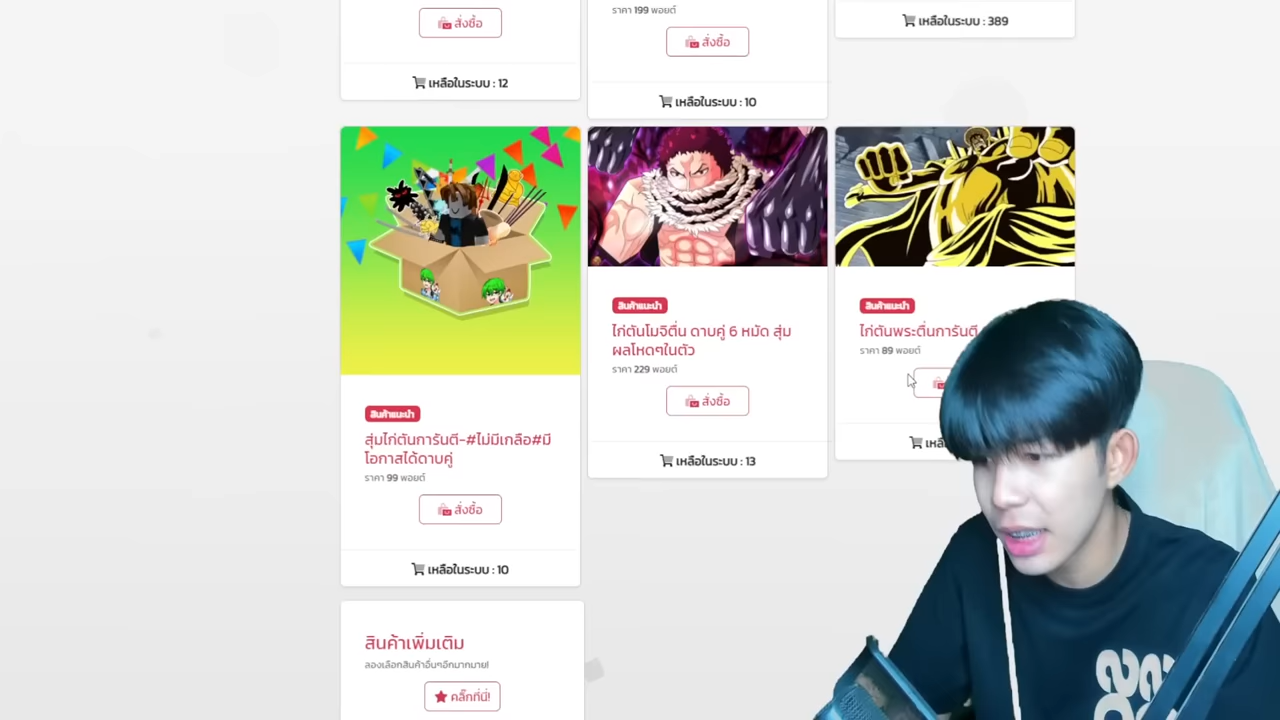 สั่งซื้อ
เหลือในระบบ : 12
ราคา 199 พอยต์
สั่งซื้อ
เหลือในระบบ : 10
เหลือในระบบ : 389
สินค้าแนะนำ
สุ่มไก่ตันการันตี-#ไม่มีเกลือ#มี
โอกาสได้ดาบคู่
ราคา 99 พอยต์
สั่งซื้อ
เหลือในระบบ : 10
สินค้าแนะนำ
ไก่ตันโมจิตื่น ดาบคู่ 6 หมัด สุ่ม
ผลโหดๆในตัว
ราคา 229 พอยต์
สั่งซื้อ
เหลือในระบบ : 13
สินค้าแนะนำ
ไก่ตันพระตื่นการันตี
ราคา 89 พอยต์
สินค้าเพิ่มเติม
ลองเลือกสินค้าอื่นๆอีกมากมาย!
คลิ๊กที่นี่!